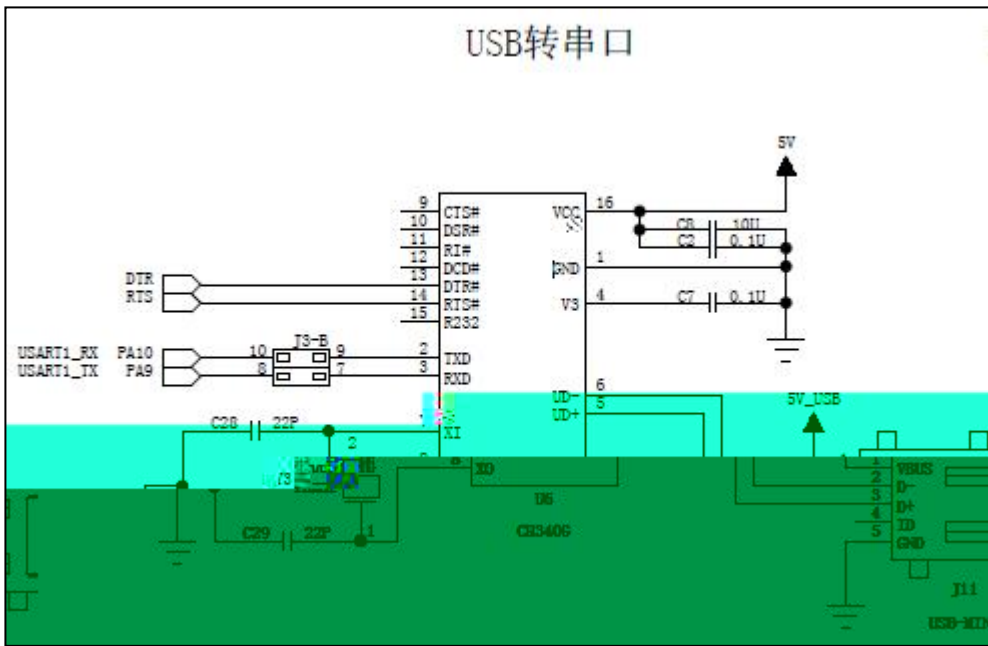 USB转串口
5V
9 CTS#
10 DSR#
11 RI#
12 DCD#
DTR 13 DTR#
RTS 14 RTS#
15 R232
VCC 16
C8 10U
C2 0.1U
GND 1
V3 4 C7 0.1U
J3-B
USART1_RX PA10 10 9 2 TXD
USART1_TX PA9 8 7 3 RXD
UD- 6
UD+ 5
5V_USB
C28 22P
XI
2
XO
U6
CH340G
C29 22P 1
1 VBUS
2 D-
3 D+
4 ID
5 GND
J11